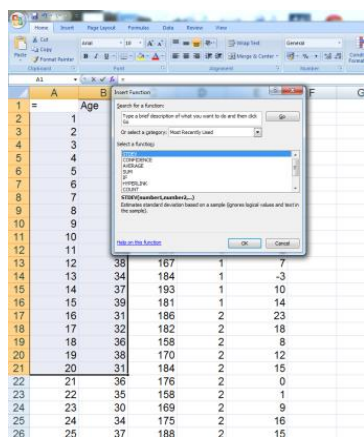 Home Insert Page Layout Formulas Data Review View
Cut
Copy
Format Painter
Paste
Clipboard
Arial
Wrap Text
Merge & Center
Alignment
General
Number
A1
Insert Function
Search for a function:
Type a brief description of what you want to do and then click
Go
Go
Or select a category: Most Recently Used
Select a function:
STDEV
CONFIDENCE
AVERAGE
SUM
IF
HYPERLINK
COUNT
STDEV(number1,number2,...)
Estimates standard deviation based on a sample (ignores logical values and text in
the sample).
Help on this function
OK Cancel
A B F G
1 = Age
2 1
3 2
4 3
5 4
6 5
7 6
8 7
9 8
10 9
11 10
12 11
13 12 38 167 1 7
14 13 34 184 1 -3
15 14 37 193 1 10
16 15 39 181 1 14
17 16 31 186 2 23
18 17 32 182 2 18
19 18 36 158 2 8
20 19 38 170 2 12
21 20 31 184 2 15
22 21 36 176 2 0
23 22 35 158 2 1
24 23 30 169 2 9
25 24 34 175 2 16
26 25 37 188 2 15